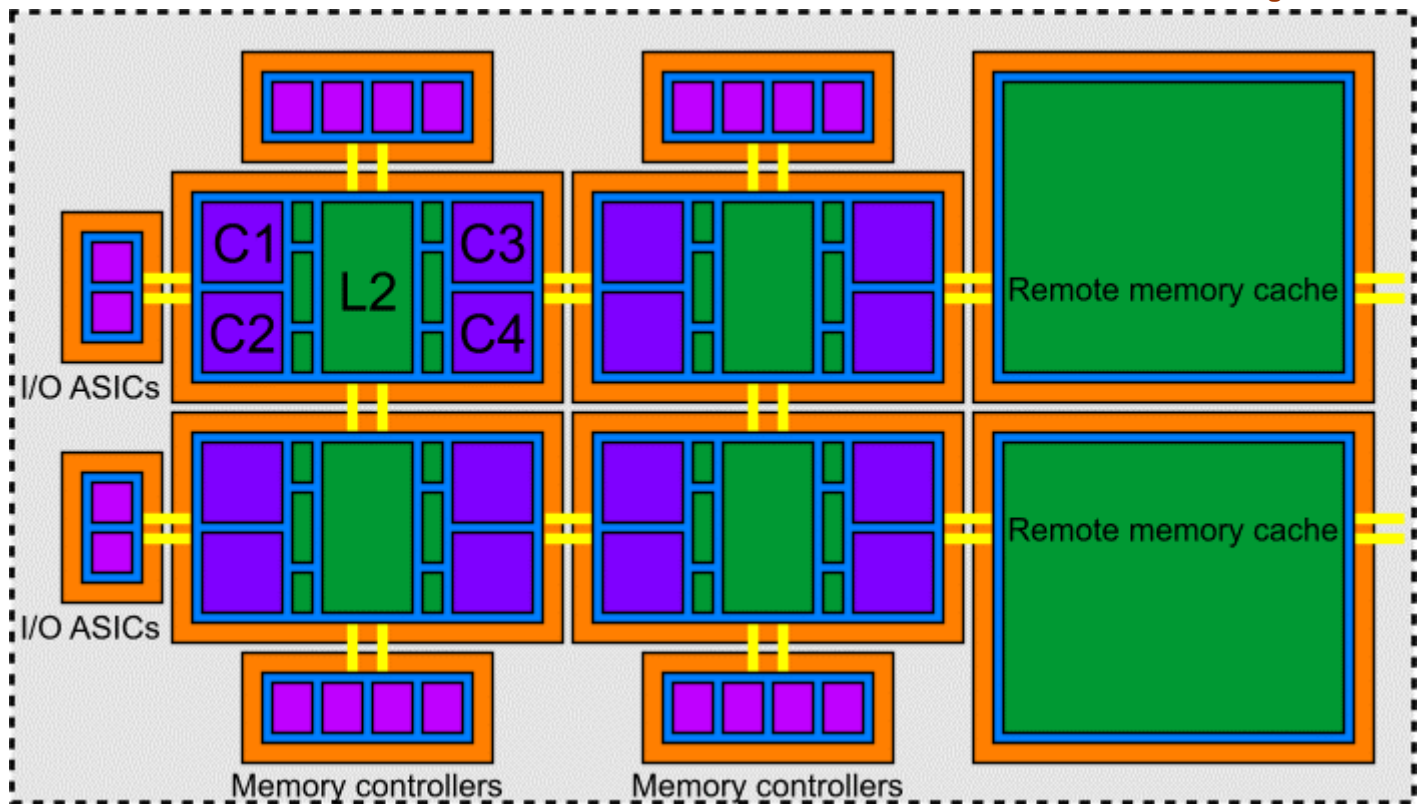 C1
C3
L2
C2
C4
Remote memory cache
I/O ASICs
Remote memory cache
I/O ASICs
Memory controllers
Memory controllers